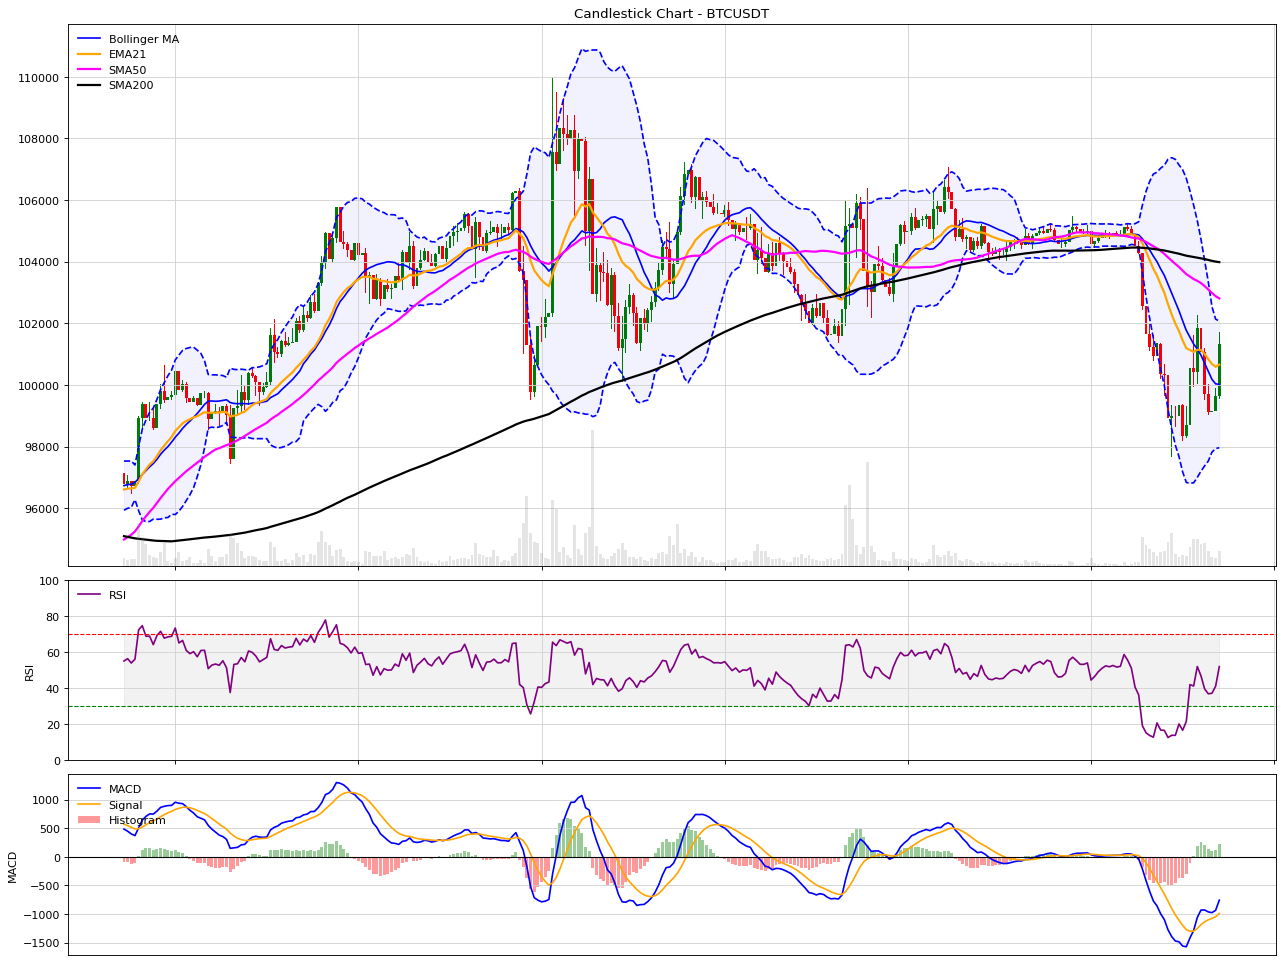 Candlestick Chart - BTCUSDT
Bollinger MA
EMA21
SMA50
SMA200
110000
108000
106000
104000
102000
100000
98000
96000
RSI
100
80
60
40
20
0
RSI
MACD
Signal
Histogram
1000
500
0
−500
−1000
−1500
MACD